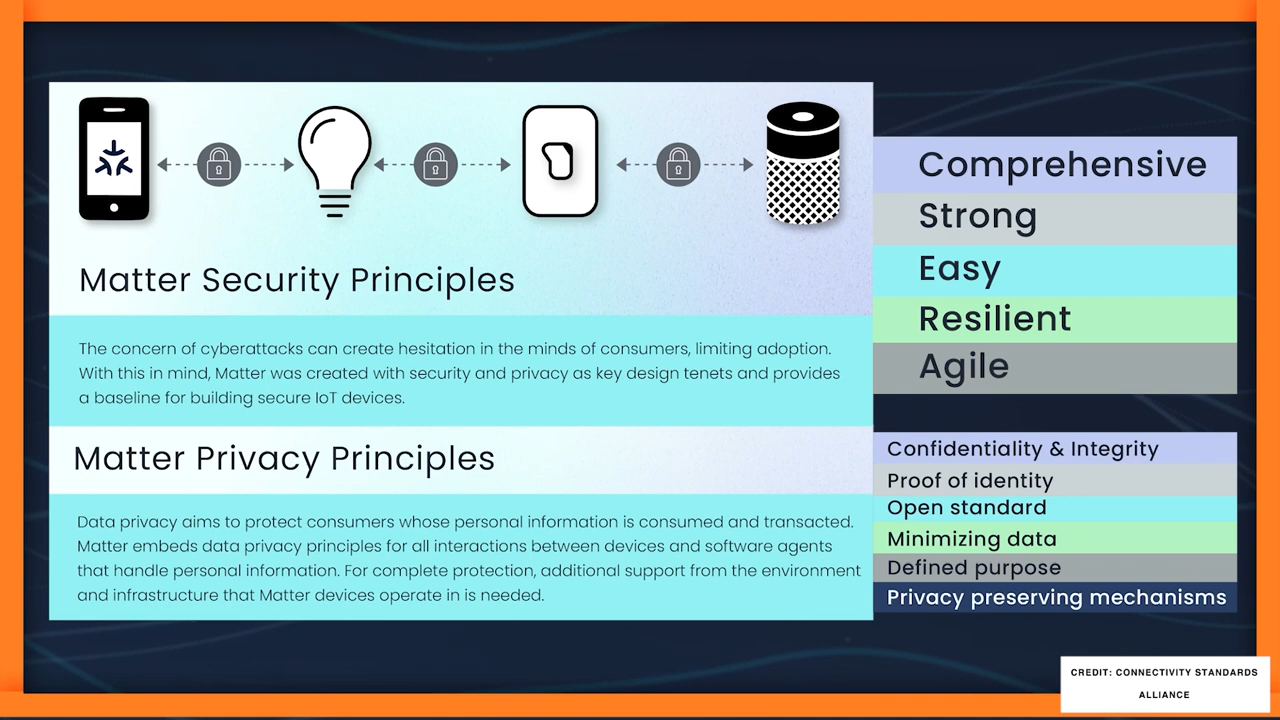 Matter Security Principles
The concern of cyberattacks can create hesitation in the minds of consumers, limiting adoption.
With this in mind, Matter was created with security and privacy as key design tenets and provides
a baseline for building secure IoT devices.
Comprehensive
Strong
Easy
Resilient
Agile
Matter Privacy Principles
Data privacy aims to protect consumers whose personal information is consumed and transacted.
Matter embeds data privacy principles for all interactions between devices and software agents
that handle personal information. For complete protection, additional support from the environment
and infrastructure that Matter devices operate in is needed.
Confidentiality & Integrity
Proof of identity
Open standard
Minimizing data
Defined purpose
Privacy preserving mechanisms
CREDIT: CONNECTIVITY STANDARDS
ALLIANCE